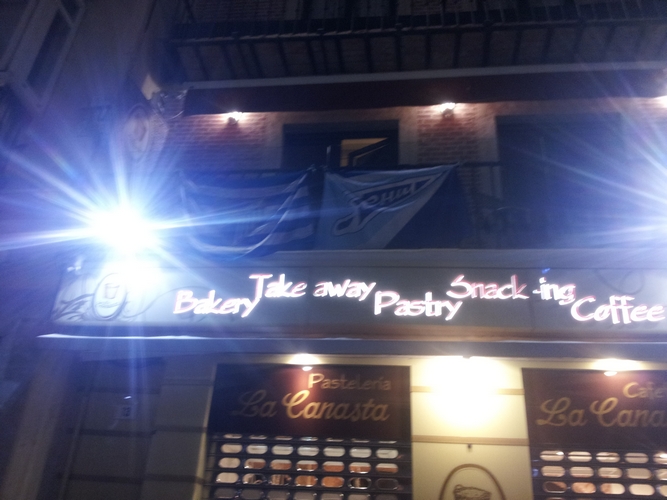 Bakery Take away Pastry Snack-ing Coffee
Pastelería
La Canasta
La Cana